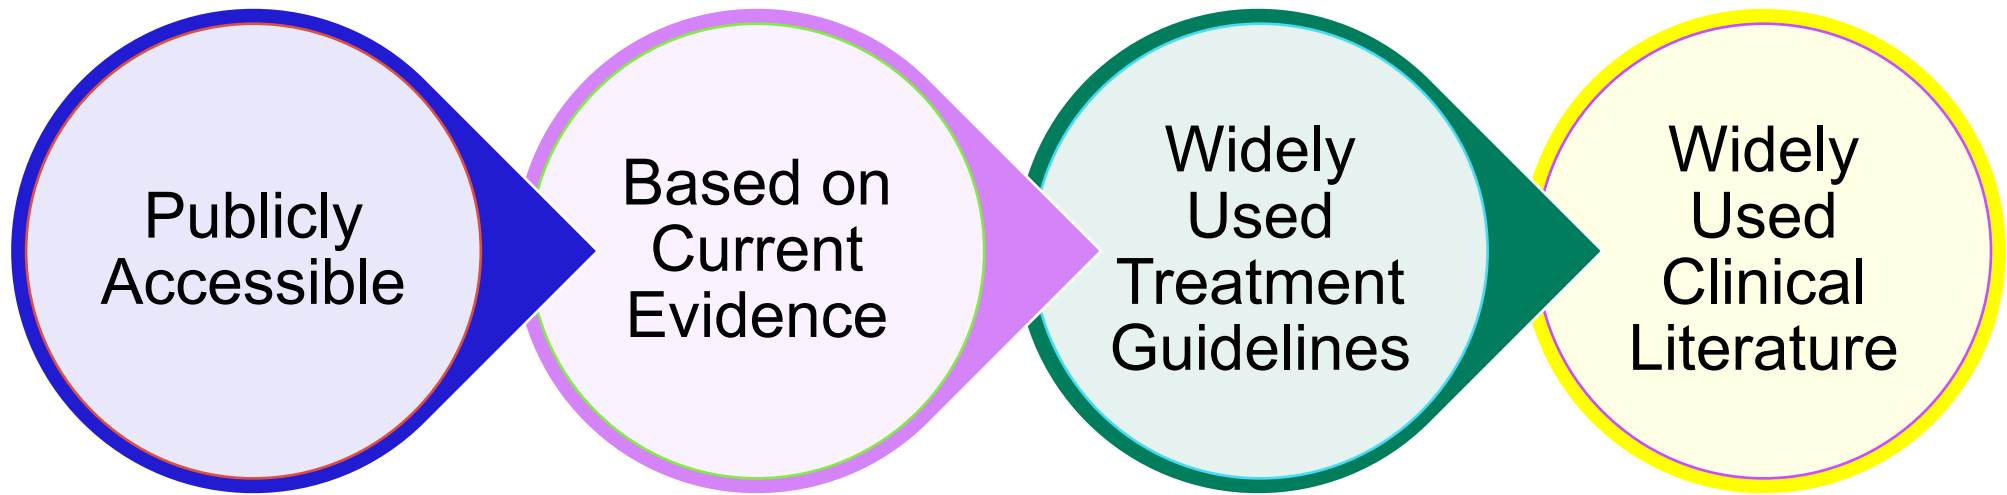 Publicly
Accessible
Based on
Current
Evidence
Widely
Used
Treatment
Guidelines
Widely
Used
Clinical
Literature